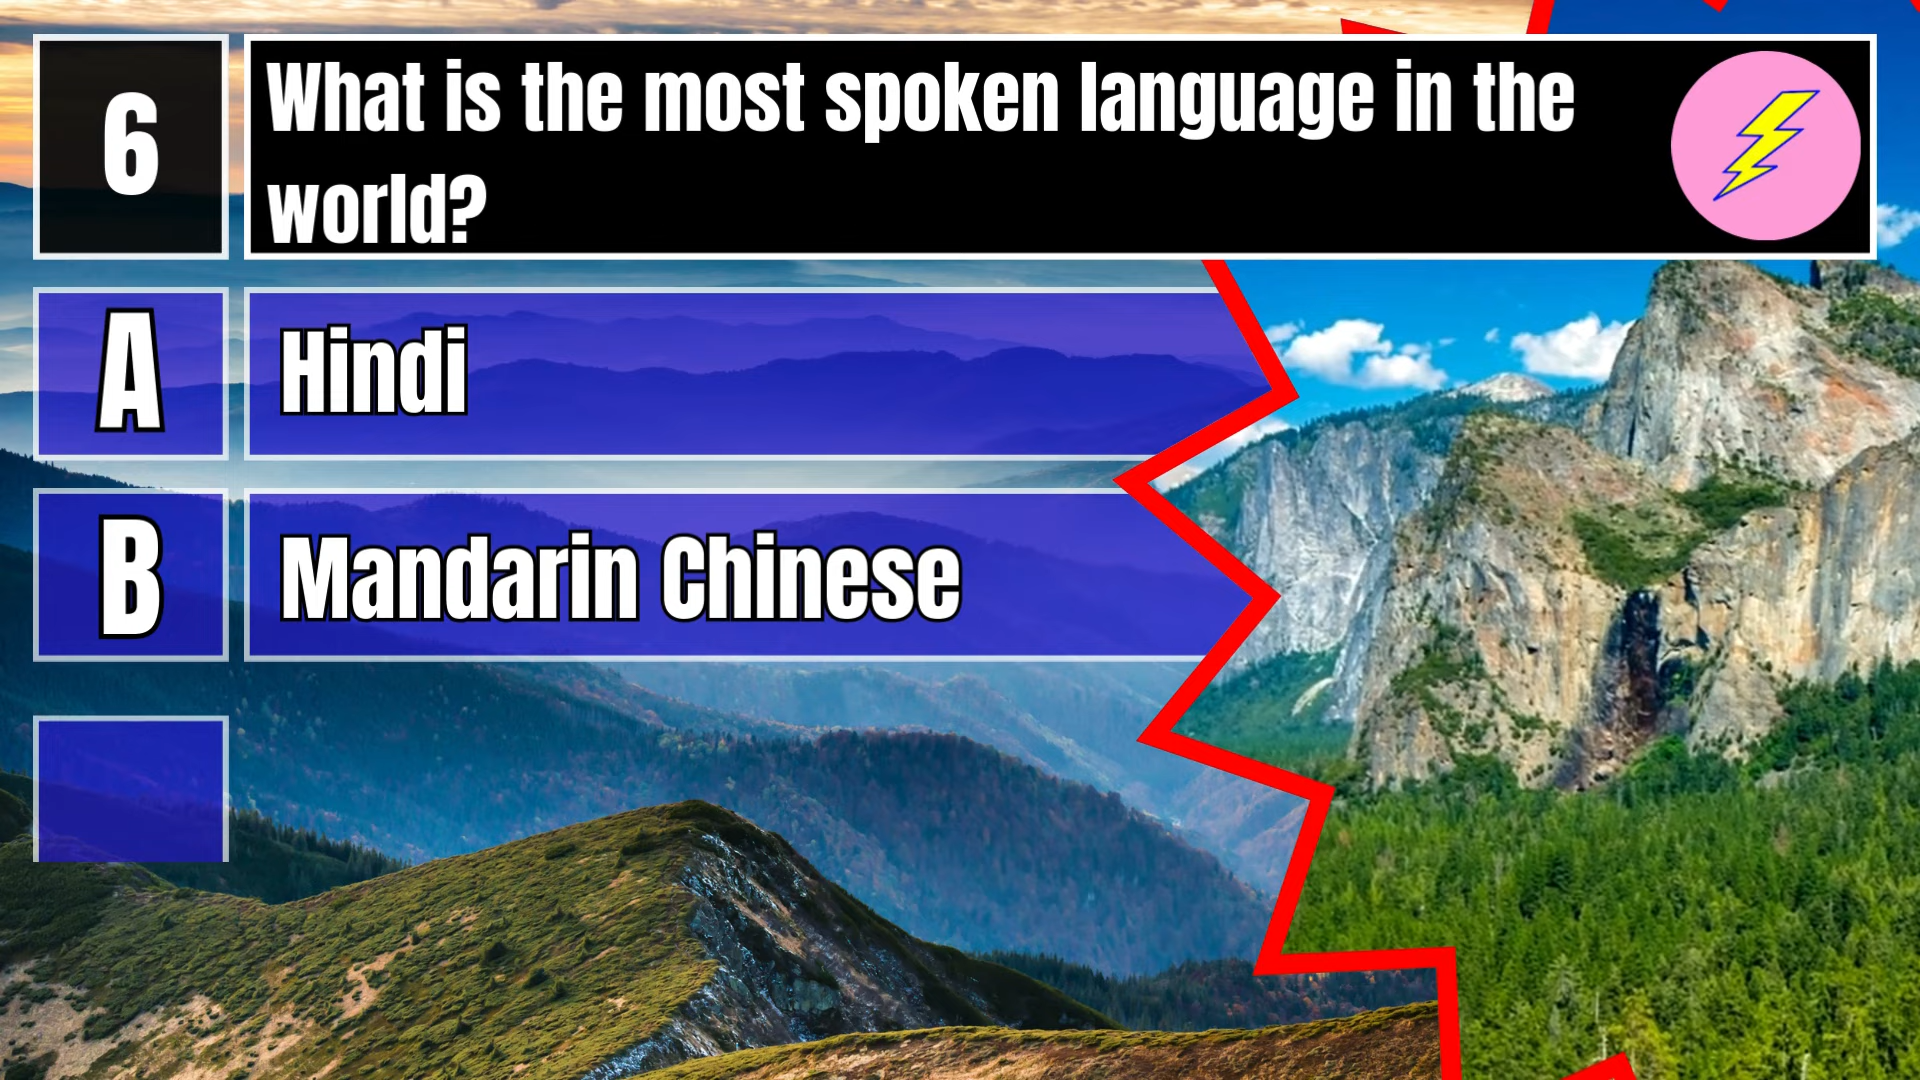 6
What is the most spoken language in the
world?
A
Hindi
B
Mandarin Chinese